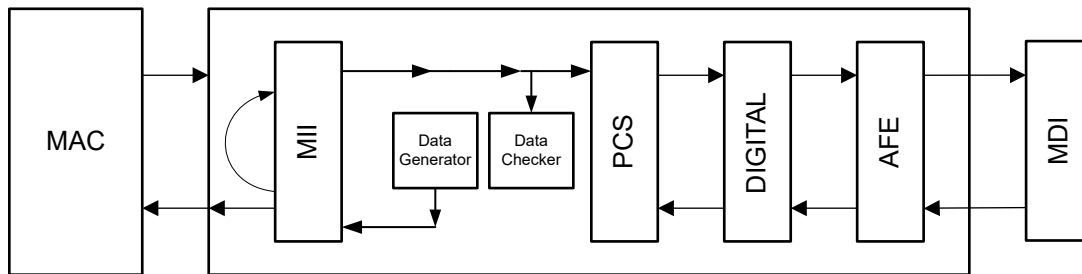 MAC
MII
Data
Generator
Data
Checker
PCS
DIGITAL
AFE
MDI